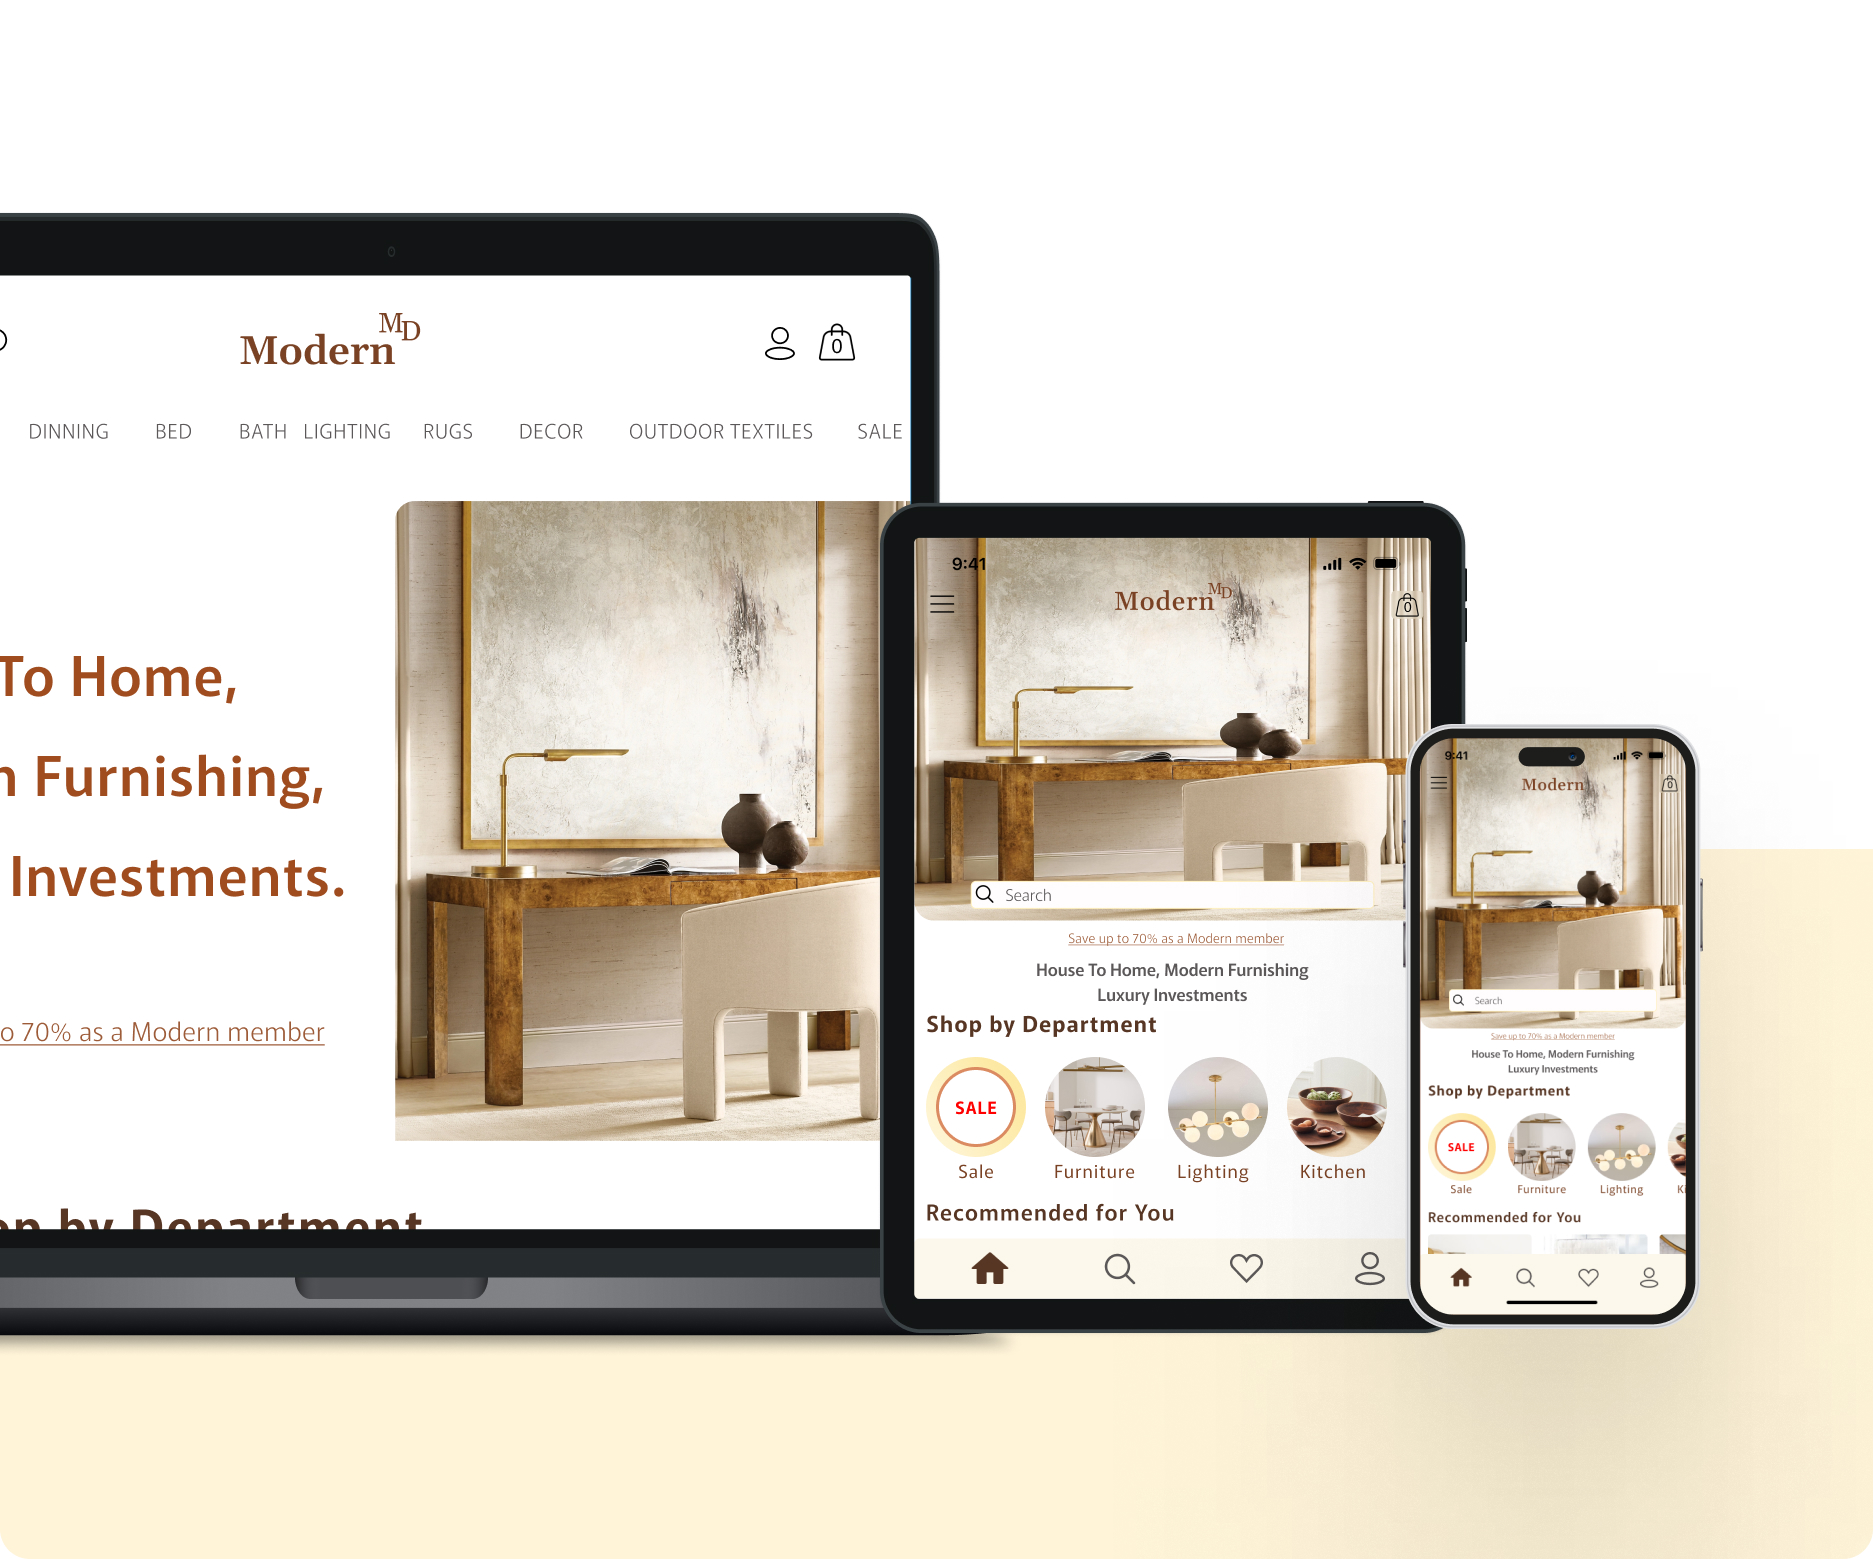 Modern MD
0
DINNING BED BATH LIGHTING RUGS DECOR OUTDOOR TEXTILES SALE
To Home,
Furnishing,
Investments.
to 70% as a Modern member
by Department
9:41
Modern MD
0
Search
Save up to 70% as a Modern member
House To Home, Modern Furnishing
Luxury Investments
Shop by Department
SALE
Sale Furniture Lighting Kitchen
Recommended for You
9:41
Modern
0
Search
Save up to 70% as a Modern member
House To Home, Modern Furnishing
Luxury Investments
Shop by Department
SALE
Sale Furniture Lighting Ki
Recommended for You